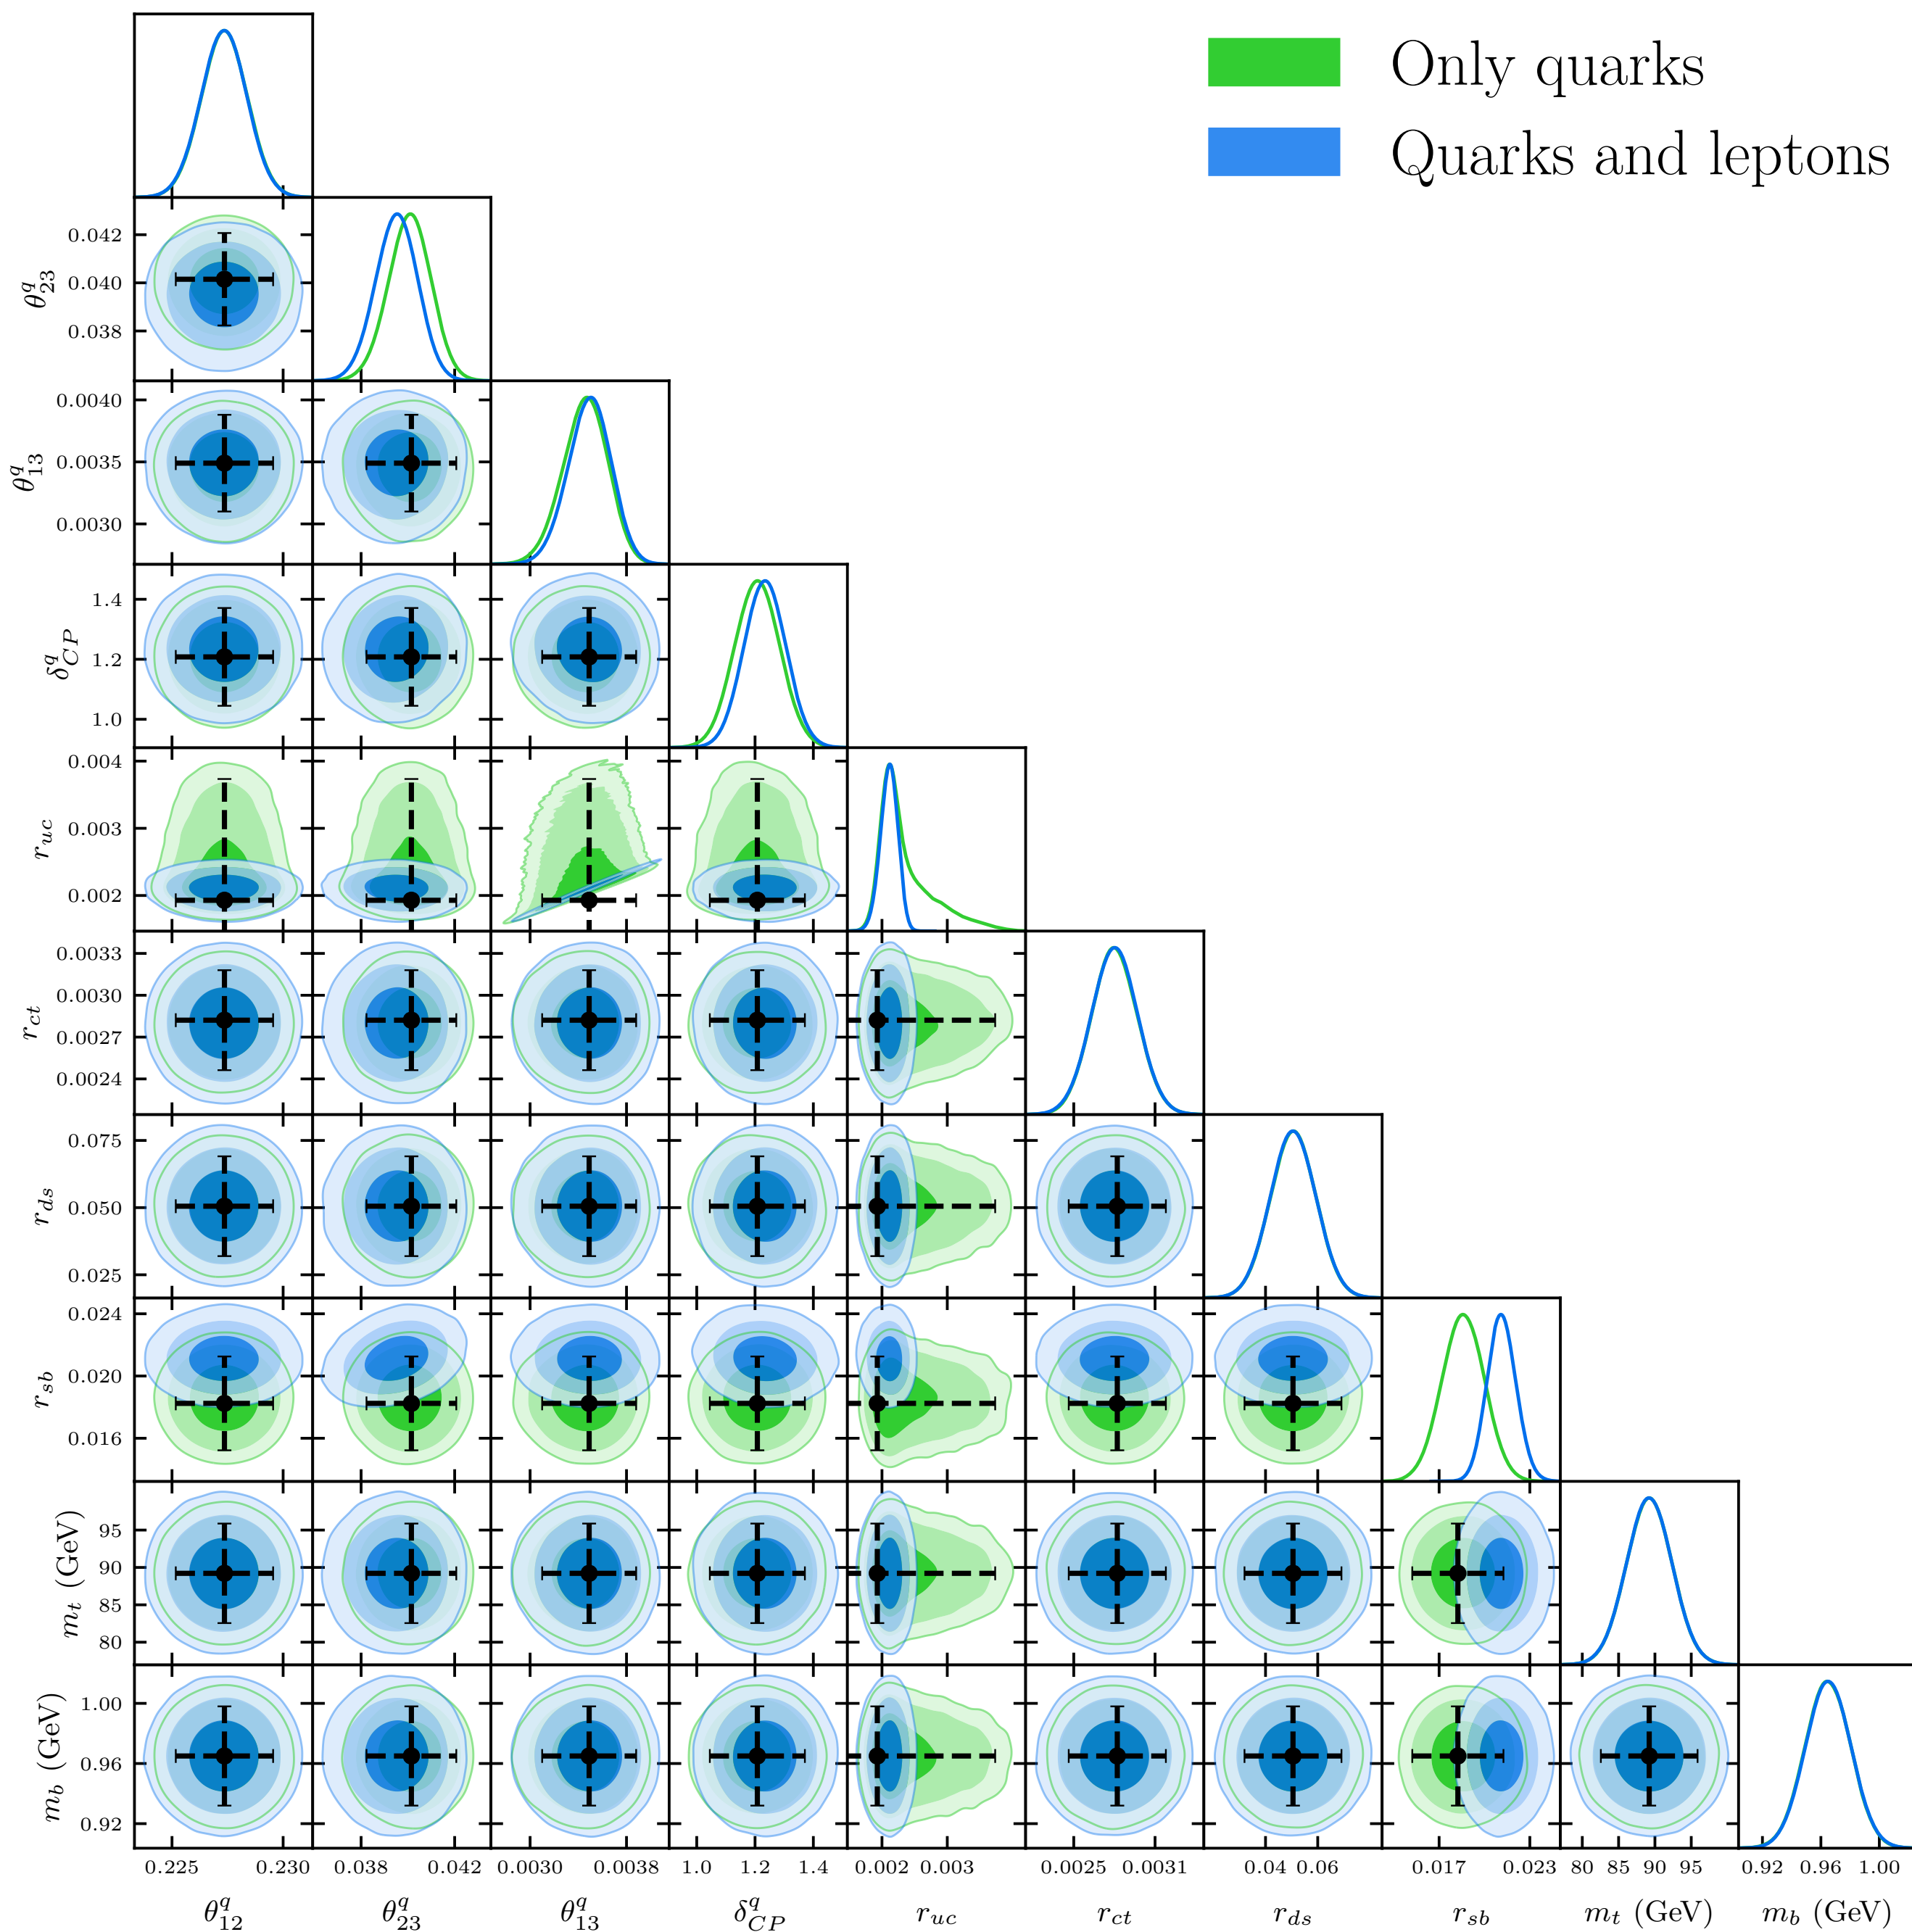 Only quarks
Quarks and leptons
0.042
0.040
0.038
θ^q_23
0.0040
0.0035
0.0030
θ^q_13
1.4
1.2
1.0
δ^q_CP
0.004
0.003
0.002
r_uc
0.0033
0.0030
0.0027
0.0024
r_ct
0.075
0.050
0.025
r_ds
0.024
0.020
0.016
r_sb
95
90
85
80
m_t (GeV)
1.00
0.96
0.92
m_b (GeV)
0.225 0.230 0.038 0.042 0.0030 0.0038 1.0 1.2 1.4 0.002 0.003 0.0025 0.0031 0.04 0.06 0.017 0.023 80 85 90 95 0.92 0.96 1.00
θ^q_12 θ^q_23 θ^q_13 δ^q_CP r_uc r_ct r_ds r_sb m_t (GeV) m_b (GeV)